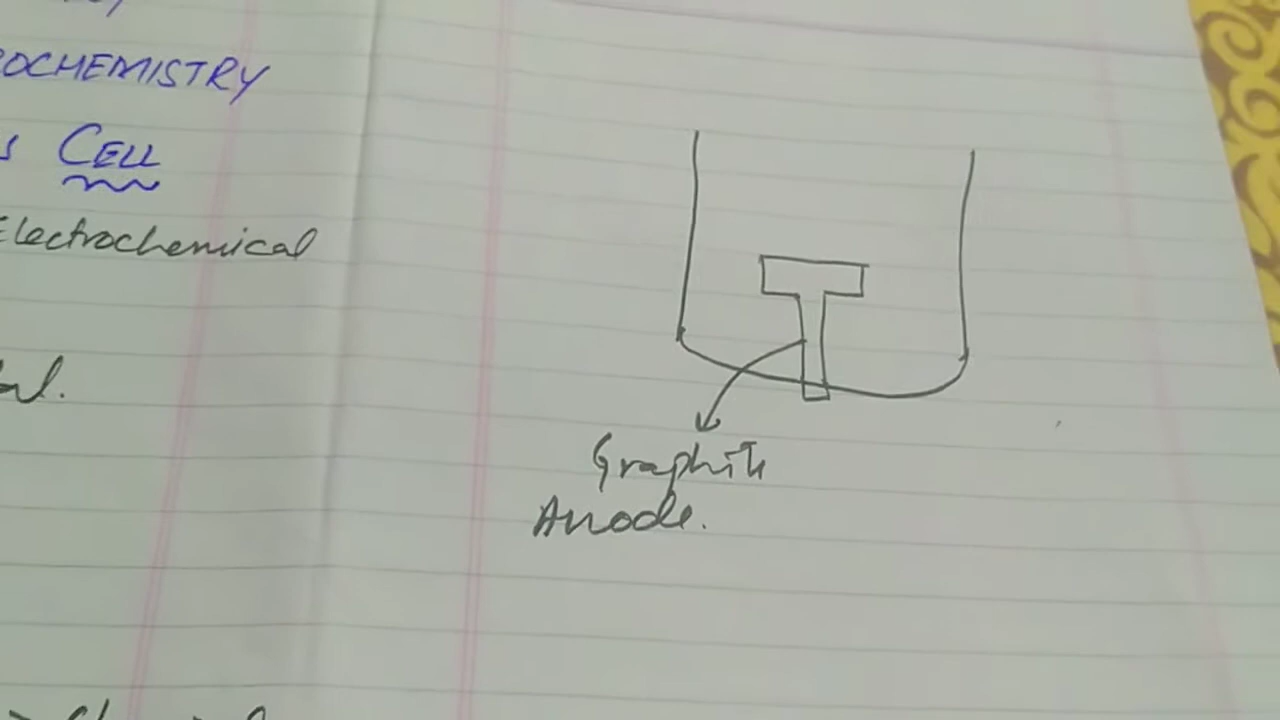 OCHEMISTRY
s CELL
Electrochemical
al.
Graphite
Anode.